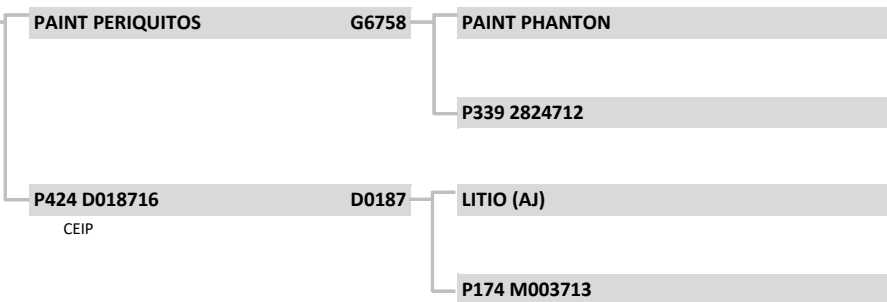 PAINT PERIQUITOS G6758 PAINT PHANTON
P339 2824712
P424 D018716 D0187 LITIO (AJ)
CEIP
P174 M003713